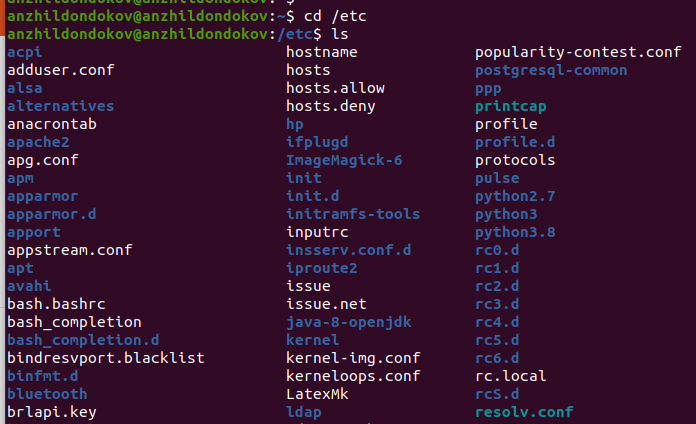 anzhildondokov@anzhildondokov:~$ cd /etc
anzhildondokov@anzhildondokov:/etc$ ls
acpi hostname popularity-contest.conf
adduser.conf hosts postgresql-common
alsa hosts.allow ppp
alternatives hosts.deny printcap
anacrontab hp profile
apache2 ifplugd profile.d
apg.conf ImageMagick-6 protocols
apm init pulse
apparmor init.d python2.7
apparmor.d initramfs-tools python3
apport inputrc python3.8
appstream.conf insserv.conf.d rc0.d
apt iproute2 rc1.d
avahi issue rc2.d
bash.bashrc issue.net rc3.d
bash_completion java-8-openjdk rc4.d
bash_completion.d kernel rc5.d
bindresvport.blacklist kernel-img.conf rc6.d
binfmt.d kerneloops.conf rc.local
bluetooth LatexMk rcS.d
brlapi.key ldap resolv.conf